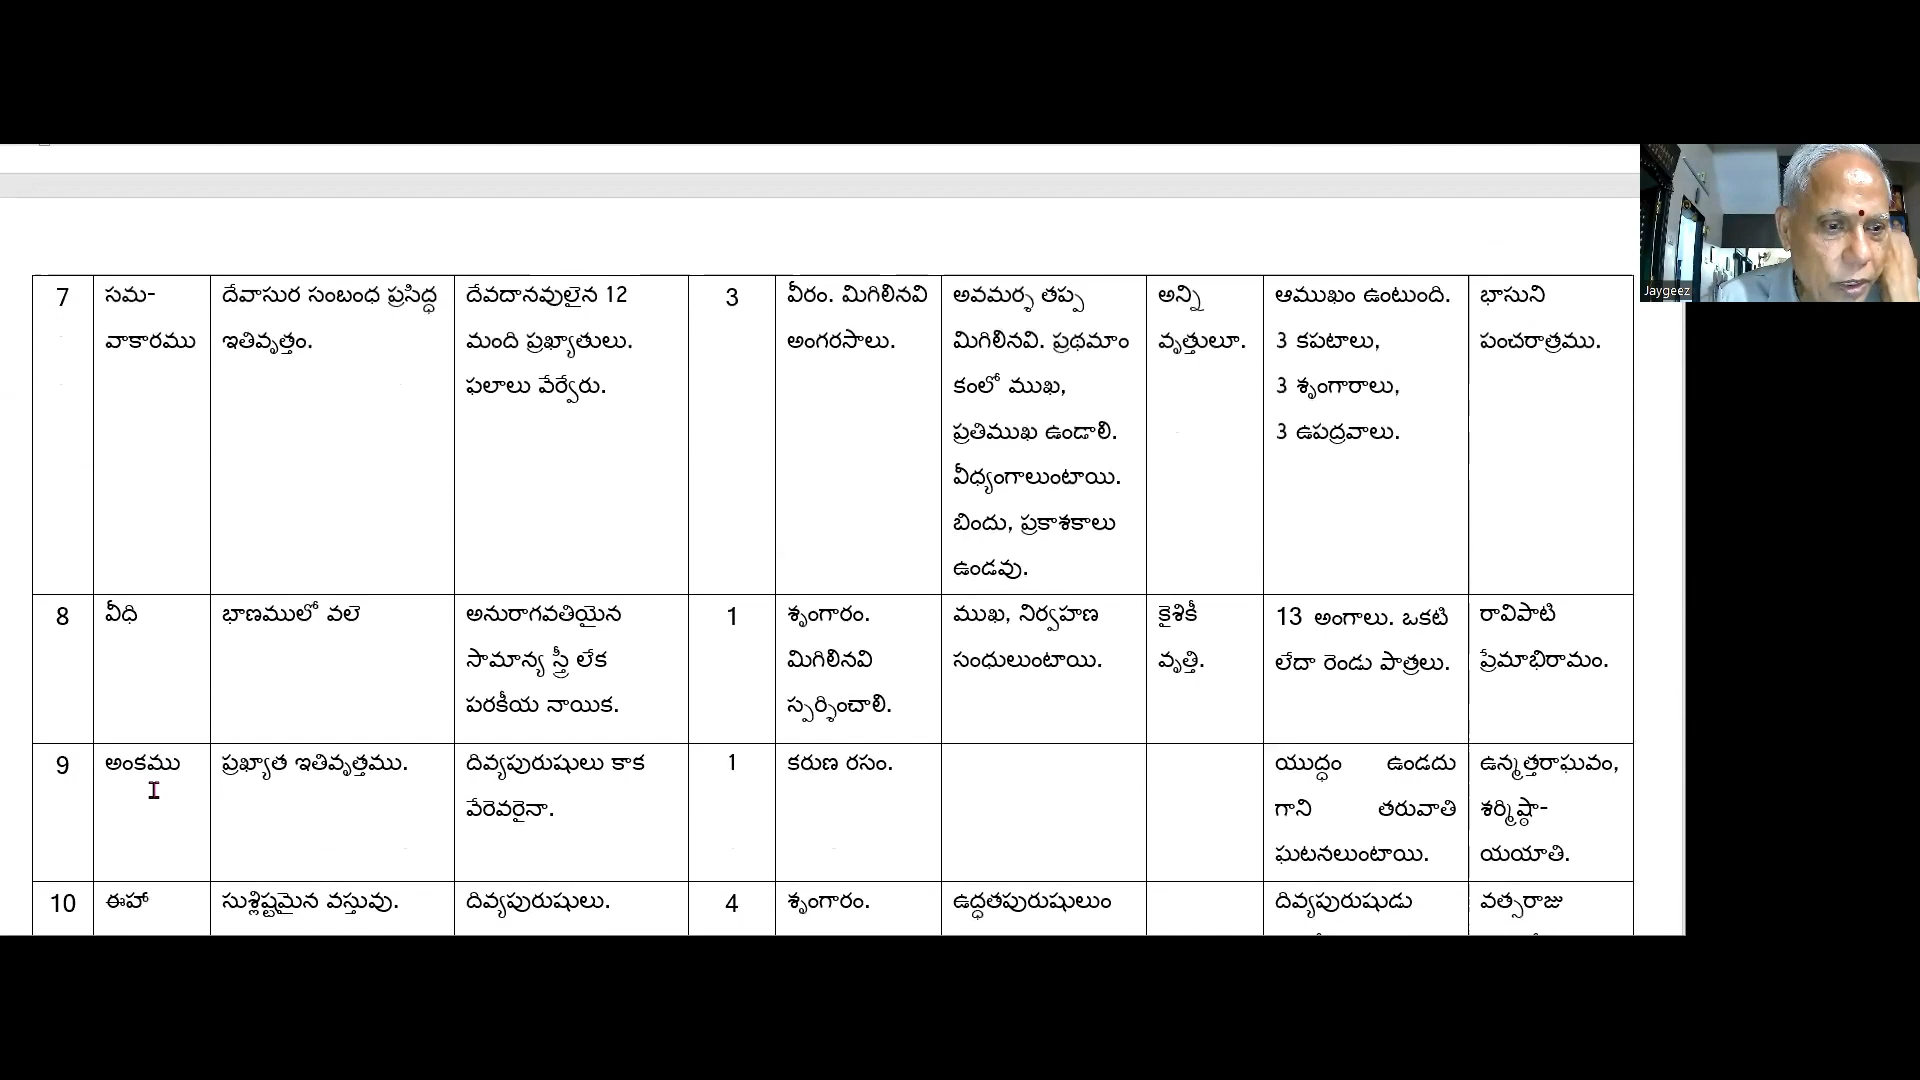 7
సమ-
వాకారము
దేవాసుర సంబంధ ప్రసిద్ధ
ఇతివృత్తం.
దేవదానవులైన 12
మంది ప్రఖ్యాతులు.
ఫలాలు వేర్వేరు.
3
వీరం. మిగిలినవి
అంగరసాలు.
అవమర్శ తప్ప
మిగిలినవి. ప్రథమాం
కంలో ముఖ,
ప్రతిముఖ ఉండాలి.
వీధ్యంగాలుంటాయి.
బిందు, ప్రకాశకాలు
ఉండవు.
అన్ని
వృత్తులూ.
ఆముఖం ఉంటుంది.
3 కపటాలు,
3 శృంగారాలు,
3 ఉపద్రవాలు.
భాసుని
పంచరాత్రము.
8
వీధి
భాణములో వలె
అనురాగవతియైన
సామాన్య స్త్రీ లేక
పరకీయ నాయిక.
1
శృంగారం.
మిగిలినవి
స్పర్శించాలి.
ముఖ, నిర్వహణ
సంధులుంటాయి.
కైశికీ
వృత్తి.
13 అంగాలు. ఒకటి
లేదా రెండు పాత్రలు.
రావిపాటి
ప్రేమాభిరామం.
9
అంకము
ప్రఖ్యాత ఇతివృత్తము.
దివ్యపురుషులు కాక
వేరెవరైనా.
1
కరుణ రసం.
యుద్ధం ఉండదు
గాని తరువాతి
ఘటనలుంటాయి.
ఉన్మత్తరాఘవం,
శర్మిష్ఠా-
యయాతి.
10
ఈహా
సుశ్లిష్టమైన వస్తువు.
దివ్యపురుషులు.
4
శృంగారం.
ఉద్ధతపురుషులుం
దివ్యపురుషుడు
వత్సరాజు
Jaygeez